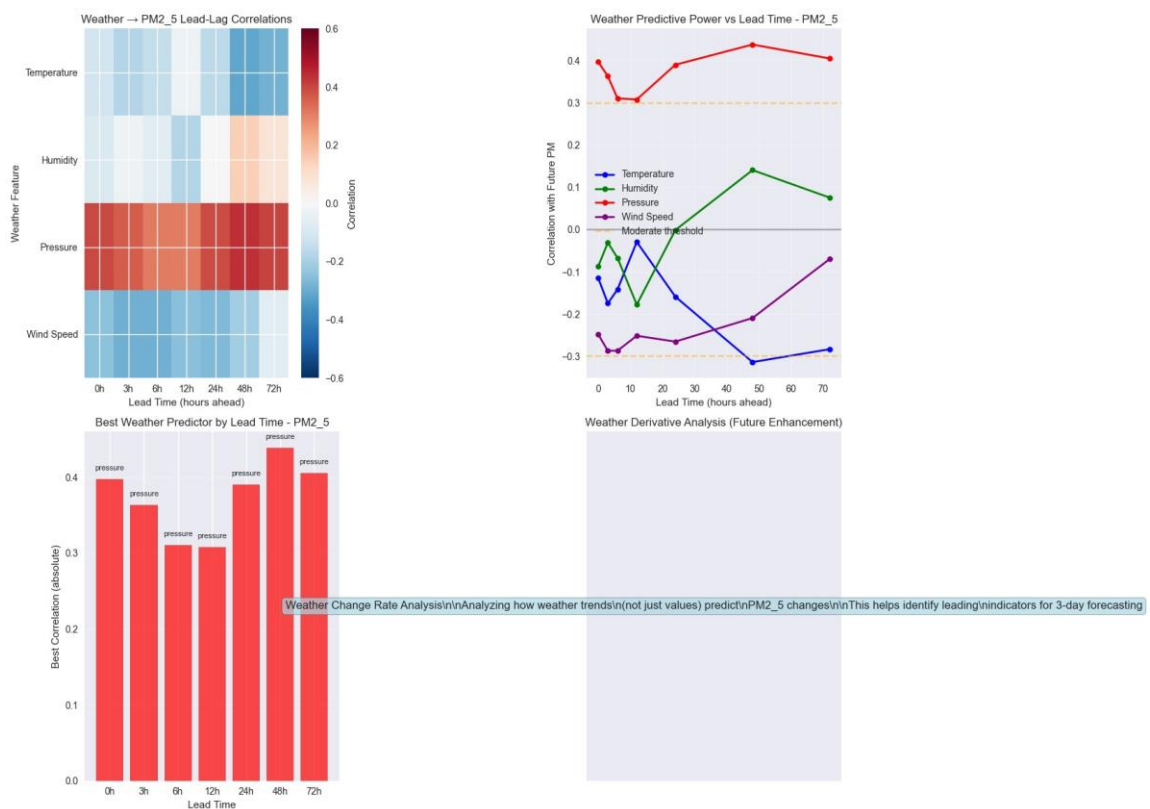 Weather → PM2_5 Lead-Lag Correlations
Temperature
Humidity
Pressure
Wind Speed
Weather Feature
0h 3h 6h 12h 24h 48h 72h
Lead Time (hours ahead)
0.6
0.4
0.2
0.0
−0.2
−0.4
−0.6
Correlation
Weather Predictive Power vs Lead Time - PM2_5
0.4
0.3
0.2
0.1
0.0
−0.1
−0.2
−0.3
Correlation with Future PM
Temperature
Humidity
Pressure
Wind Speed
Moderate threshold
0 10 20 30 40 50 60 70
Lead Time (hours ahead)
Best Weather Predictor by Lead Time - PM2_5
pressure
pressure
pressure
pressure
pressure
pressure
pressure
0.4
0.3
0.2
0.1
0.0
Best Correlation (absolute)
0h 3h 6h 12h 24h 48h 72h
Lead Time
Weather Derivative Analysis (Future Enhancement)
Weather Change Rate Analysis\n\nAnalyzing how weather trends\n(not just values) predict\nPM2_5 changes\n\nThis helps identify leading\nindicators for 3-day forecasting